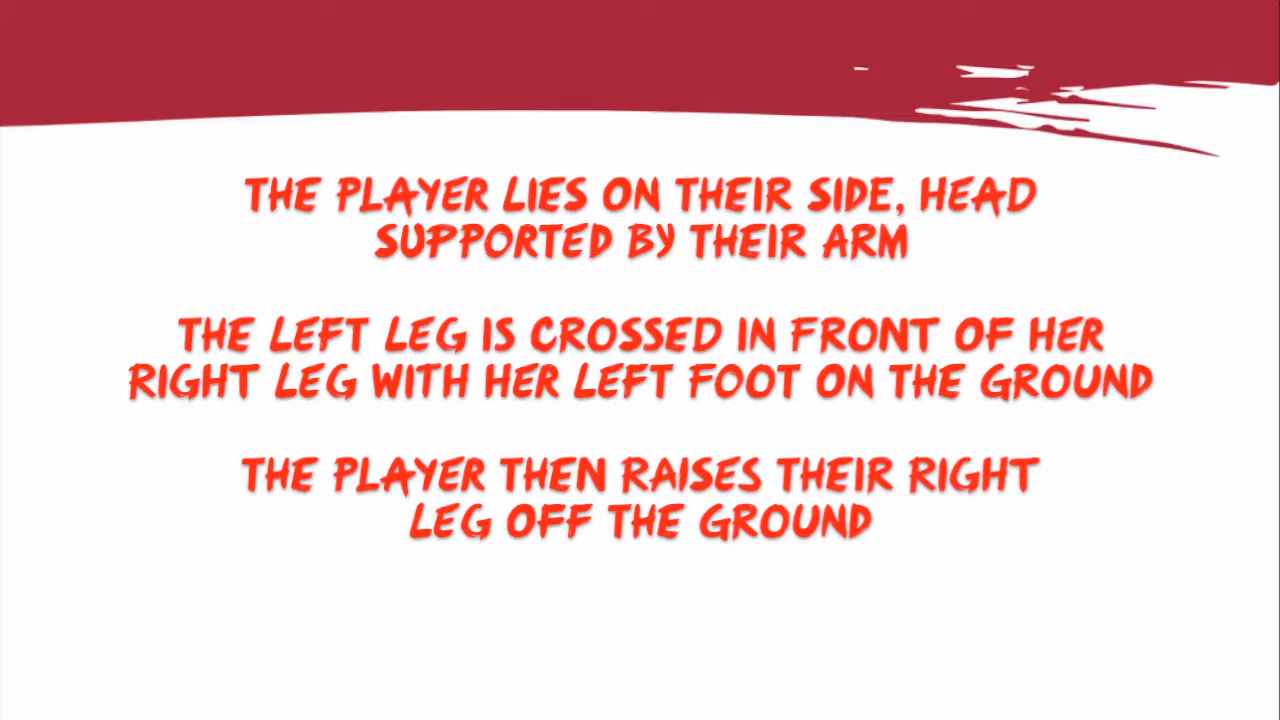 THE PLAYER LIES ON THEIR SIDE, HEAD
SUPPORTED BY THEIR ARM
THE LEFT LEG IS CROSSED IN FRONT OF HER
RIGHT LEG WITH HER LEFT FOOT ON THE GROUND
THE PLAYER THEN RAISES THEIR RIGHT
LEG OFF THE GROUND